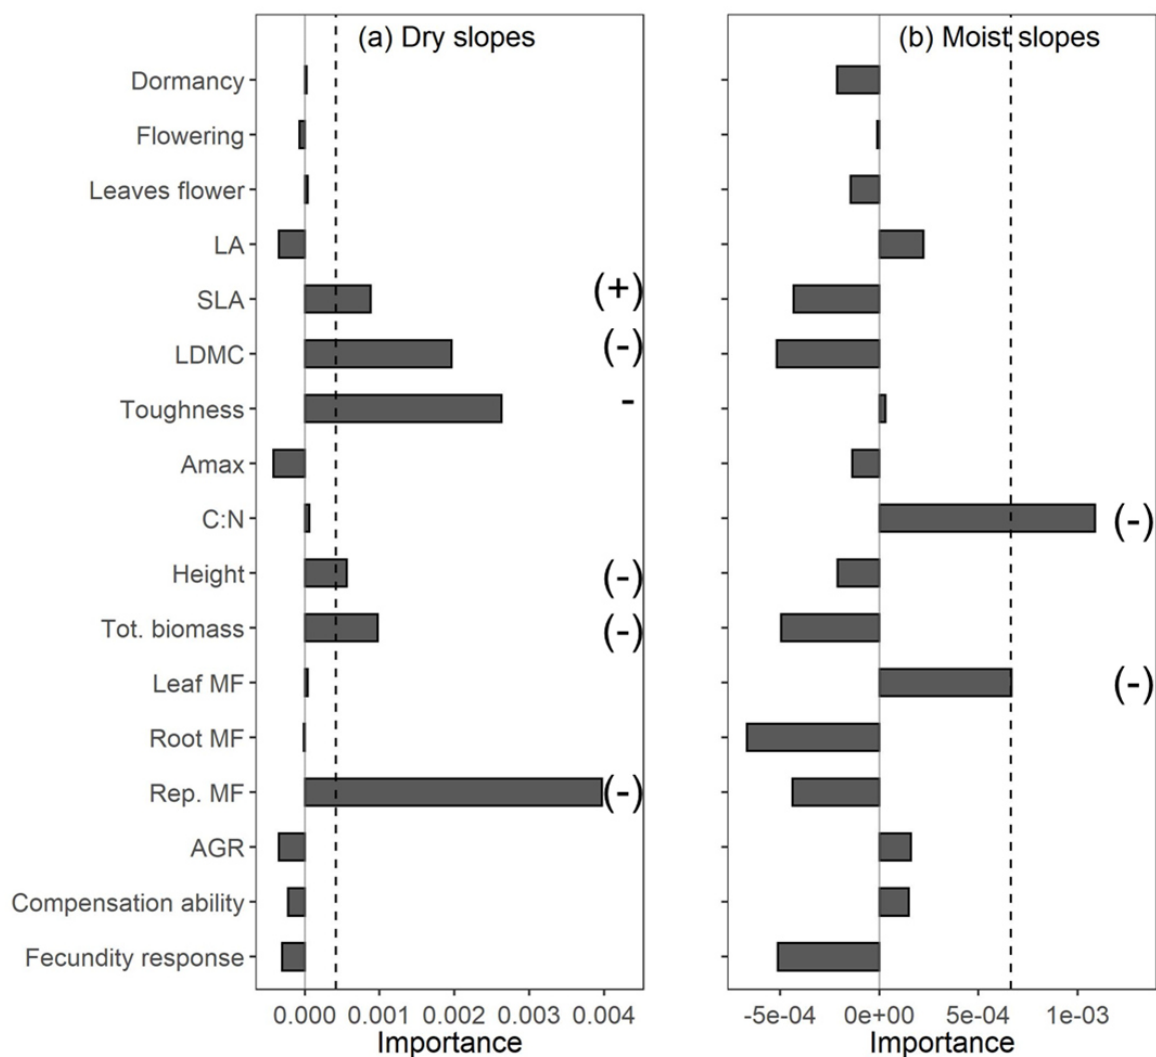 (a) Dry slopes
(b) Moist slopes
Dormancy
Flowering
Leaves flower
LA
SLA
(+)
LDMC
(-)
Toughness
-
Amax
C:N
(-)
Height
(-)
Tot. biomass
(-)
Leaf MF
(-)
Root MF
Rep. MF
(-)
AGR
Compensation ability
Fecundity response
0.000 0.001 0.002 0.003 0.004
-5e-04 0e+00 5e-04 1e-03
Importance
Importance